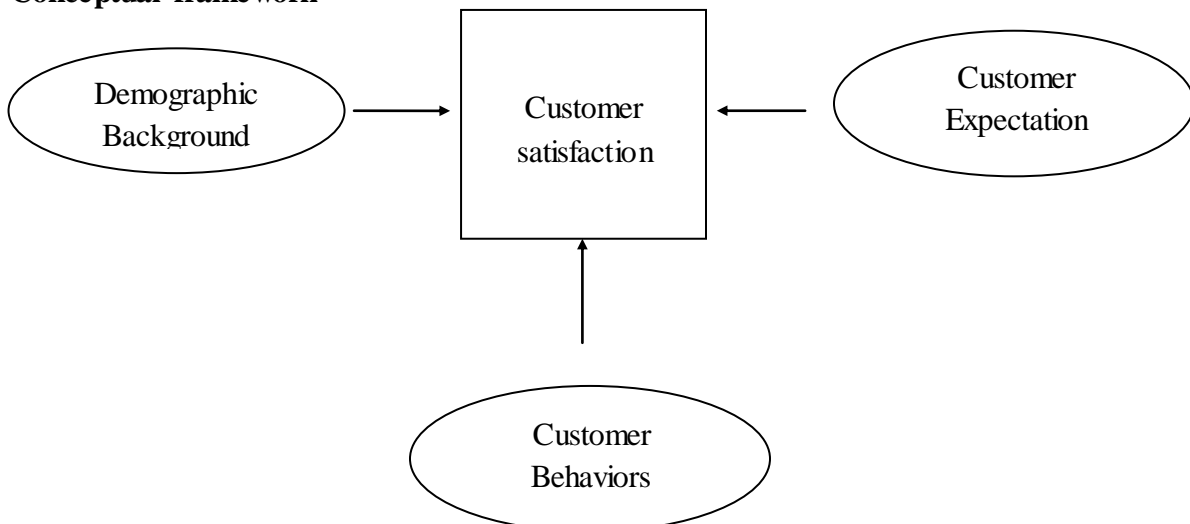 Conceptual framework
Demographic
Background
Customer
satisfaction
Customer
Expectation
Customer
Behaviors